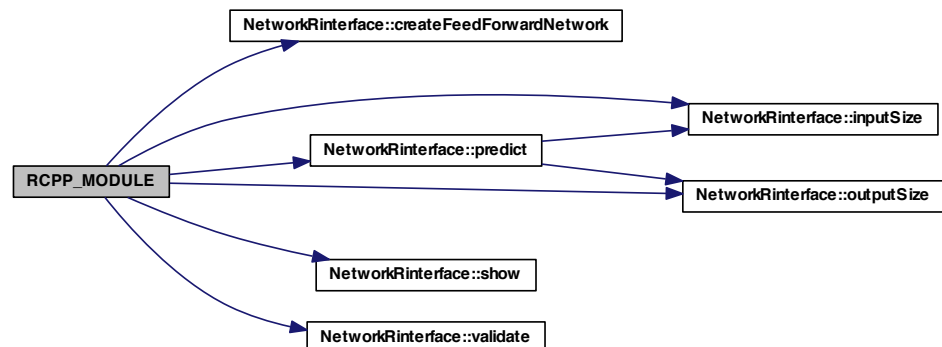 NetworkRinterface::createFeedForwardNetwork
NetworkRinterface::inputSize
NetworkRinterface::predict
RCPP_MODULE
NetworkRinterface::outputSize
NetworkRinterface::show
NetworkRinterface::validate